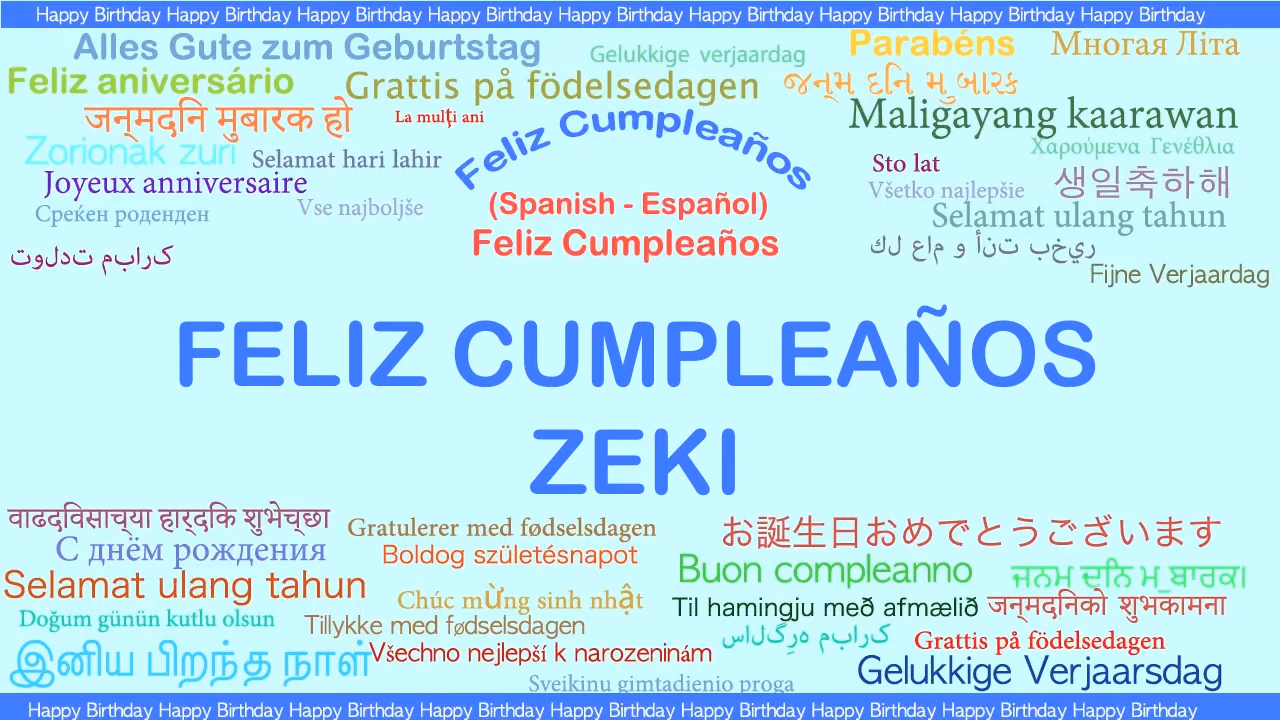 Happy Birthday Happy Birthday Happy Birthday Happy Birthday Happy Birthday Happy Birthday Happy Birthday Happy Birthday Happy Birthday
Alles Gute zum Geburtstag
Gelukkige verjaardag
Parabéns
Многая Літа
Feliz aniversário
Grattis på födelsedagen
જન્મ દિન મુબારક
जन्मदिन मुबारक हो
La mulţi ani
Feliz Cumpleaños
Maligayang kaarawan
Zorionak zuri
Selamat hari lahir
Sto lat
Χαρούμενα Γενέθλια
Joyeux anniversaire
Všetko najlepšie
생일축하해
Срeќен роденден
Vse najboljše
(Spanish - Español)
Selamat ulang tahun
Feliz Cumpleaños
تولدت مبارک
كل عام و أنت بخير
Fijne Verjaardag
FELIZ CUMPLEAÑOS
ZEKI
वाढदिवसाच्या हार्दिक शुभेच्छा
Gratulerer med fødselsdagen
お誕生日おめでとうございます
С днём рождения
Boldog születésnapot
Buon compleanno
ਜਨਮ ਦਿਨ ਮੁਬਾਰਕ।
Selamat ulang tahun
Chúc mừng sinh nhật
Til hamingju með afmælið
जन्मदिनको शुभकामना
Doğum günün kutlu olsun
Tillykke med fødselsdagen
سالگرہ مبارک
Grattis på födelsedagen
இனிய பிறந்த நாள்
Všechno nejlepší k narozeninám
Gelukkige Verjaarsdag
Sveikinu gimtadienio proga
Happy Birthday Happy Birthday Happy Birthday Happy Birthday Happy Birthday Happy Birthday Happy Birthday Happy Birthday Happy Birthday